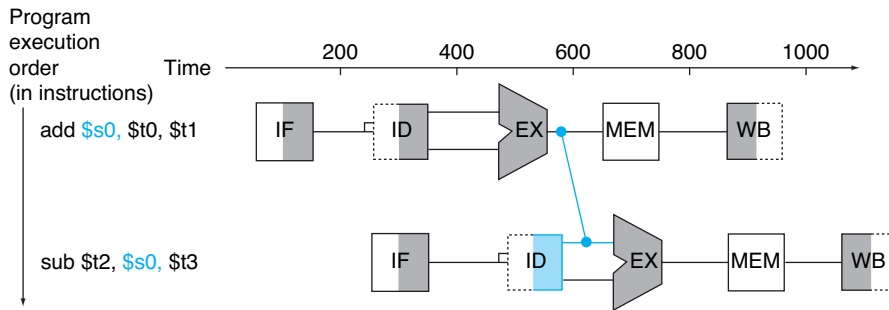 Program
execution
order
(in instructions)
Time
200 400 600 800 1000
add $s0, $t0, $t1
IF ID EX MEM WB
sub $t2, $s0, $t3
IF ID EX MEM WB